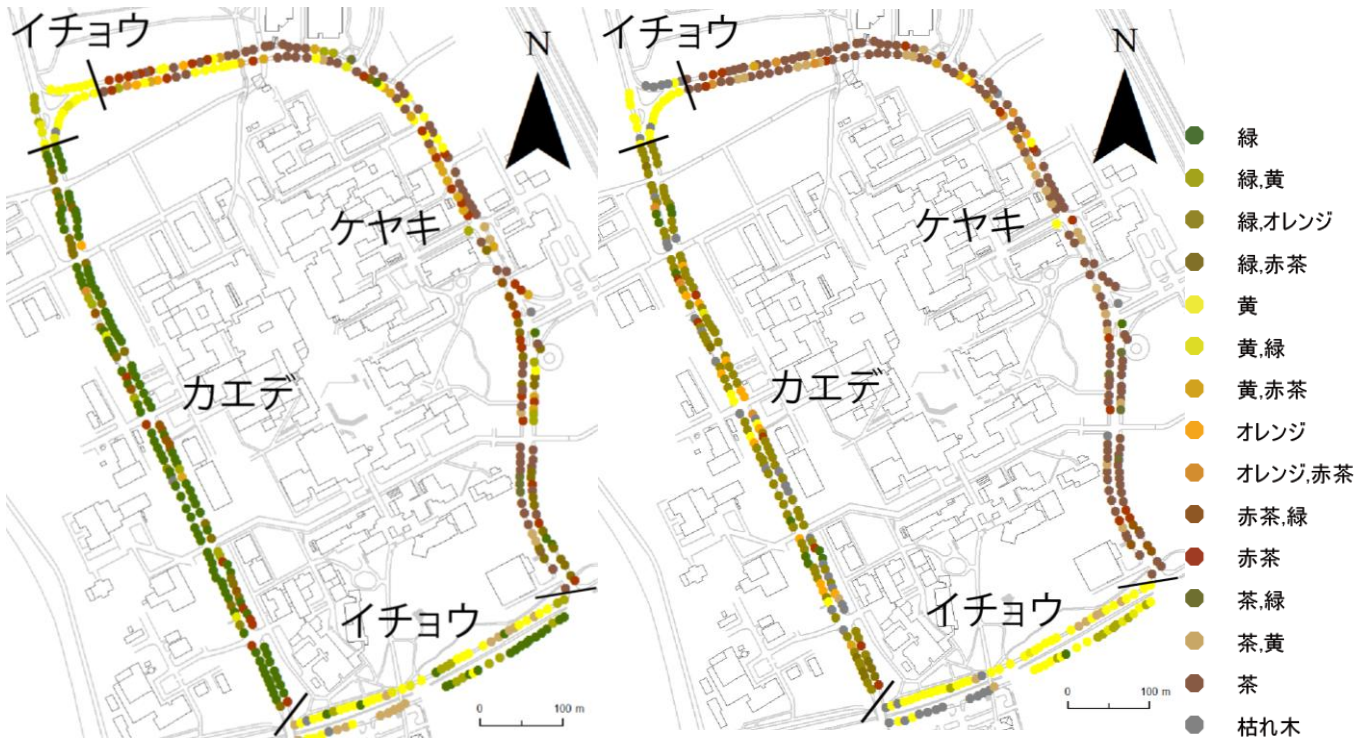 イチョウ
N
ケヤキ
カエデ
イチョウ
0 100 m
イチョウ
N
ケヤキ
カエデ
イチョウ
0 100 m
緑
緑,黄
緑,オレンジ
緑,赤茶
黄
黄,緑
黄,赤茶
オレンジ
オレンジ,赤茶
赤茶,緑
赤茶
茶,緑
茶,黄
茶
枯れ木